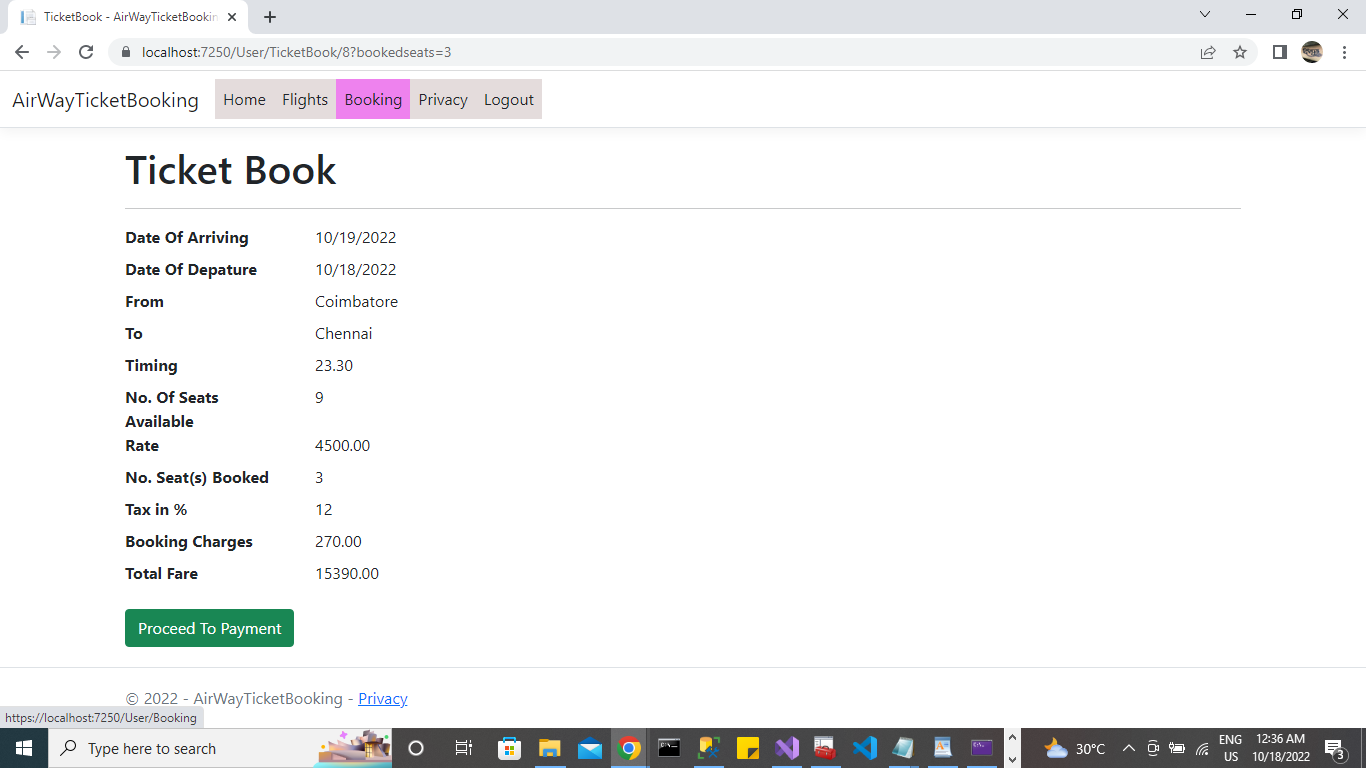 TicketBook - AirWayTicketBookin
localhost:7250/User/TicketBook/8?bookedseats=3
AirWayTicketBooking Home Flights Booking Privacy Logout
Ticket Book
Date Of Arriving 10/19/2022
Date Of Depature 10/18/2022
From Coimbatore
To Chennai
Timing 23.30
No. Of Seats 9
Available
Rate 4500.00
No. Seat(s) Booked 3
Tax in % 12
Booking Charges 270.00
Total Fare 15390.00
Proceed To Payment
© 2022 - AirWayTicketBooking - Privacy
https://localhost:7250/User/Booking
Type here to search
30°C
ENG
US
12:36 AM
10/18/2022
3